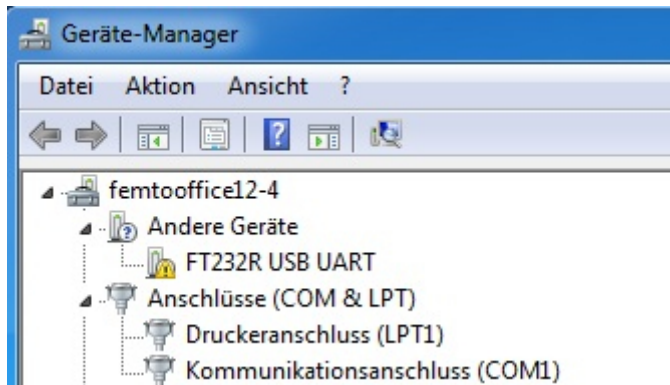 Geräte-Manager
Datei Aktion Ansicht ?
femtooffice12-4
Andere Geräte
FT232R USB UART
Anschlüsse (COM & LPT)
Druckeranschluss (LPT1)
Kommunikationsanschluss (COM1)